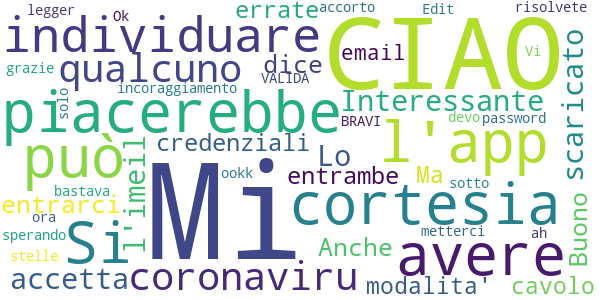 legger Ok errate accorto Edit risolvete
individuare CIAO
grazie qualcuno dice email Vi scaricato
solo incoraggiamento VALIDA Interessante
piacerebbe BRAVI l'app devo password
può l'imeil credenziali Lo
bastava Mi ookk entrambe Ma sotto
entrarci Si cortesia Buono
sperando ora Anche metterci ah
stelle avere
accetta coronaviru modalita' cavolo